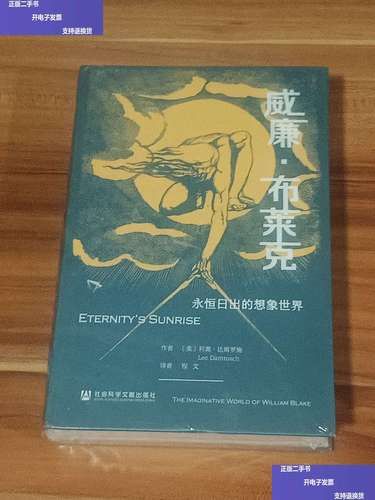 正版二手书
开电子发票
支持退换货
威廉·布莱克
永恒日出的想象世界
ETERNITY'S SUNRISE
作者 〔美〕利奥·达姆罗施
Leo Damrosch
译者 程文
社会科学文献出版社
THE IMAGINATIVE WORLD OF WILLIAM BLAKE
正版二手书
开电子发票
支持退换货